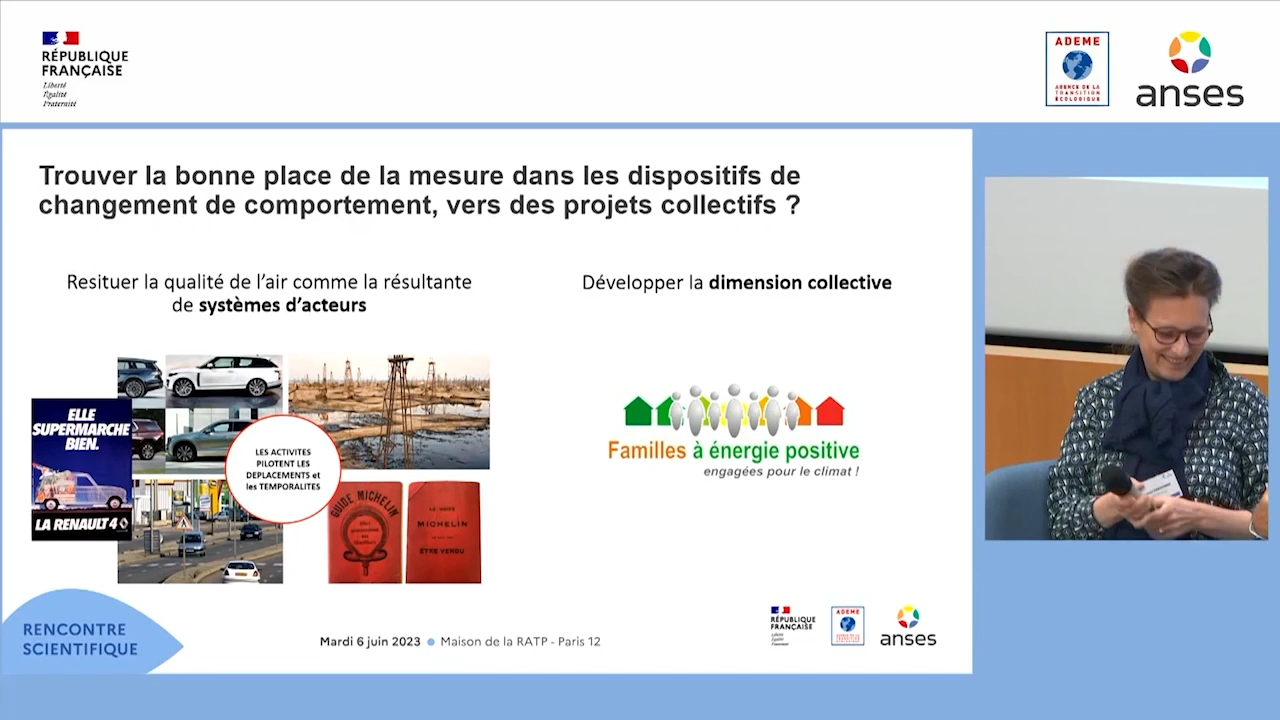 RÉPUBLIQUE
FRANÇAISE
Liberté
Égalité
Fraternité
ADEME
AGENCE DE LA
TRANSITION
ÉCOLOGIQUE
anses
Trouver la bonne place de la mesure dans les dispositifs de
changement de comportement, vers des projets collectifs ?
Resituer la qualité de l’air comme la résultante
de systèmes d’acteurs
Développer la dimension collective
ELLE
SUPERMARCHE
BIEN.
LA RENAULT 4
LES ACTIVITES
PILOTENT LES
DEPLACEMENTS et
les TEMPORALITES
GUIDE MICHELIN
MICHELIN
ÊTRE VENDU
Familles à énergie positive
engagées pour le climat !
RENCONTRE
SCIENTIFIQUE
Mardi 6 juin 2023 ● Maison de la RATP - Paris 12
RÉPUBLIQUE
FRANÇAISE
Liberté
Égalité
Fraternité
ADEME
anses